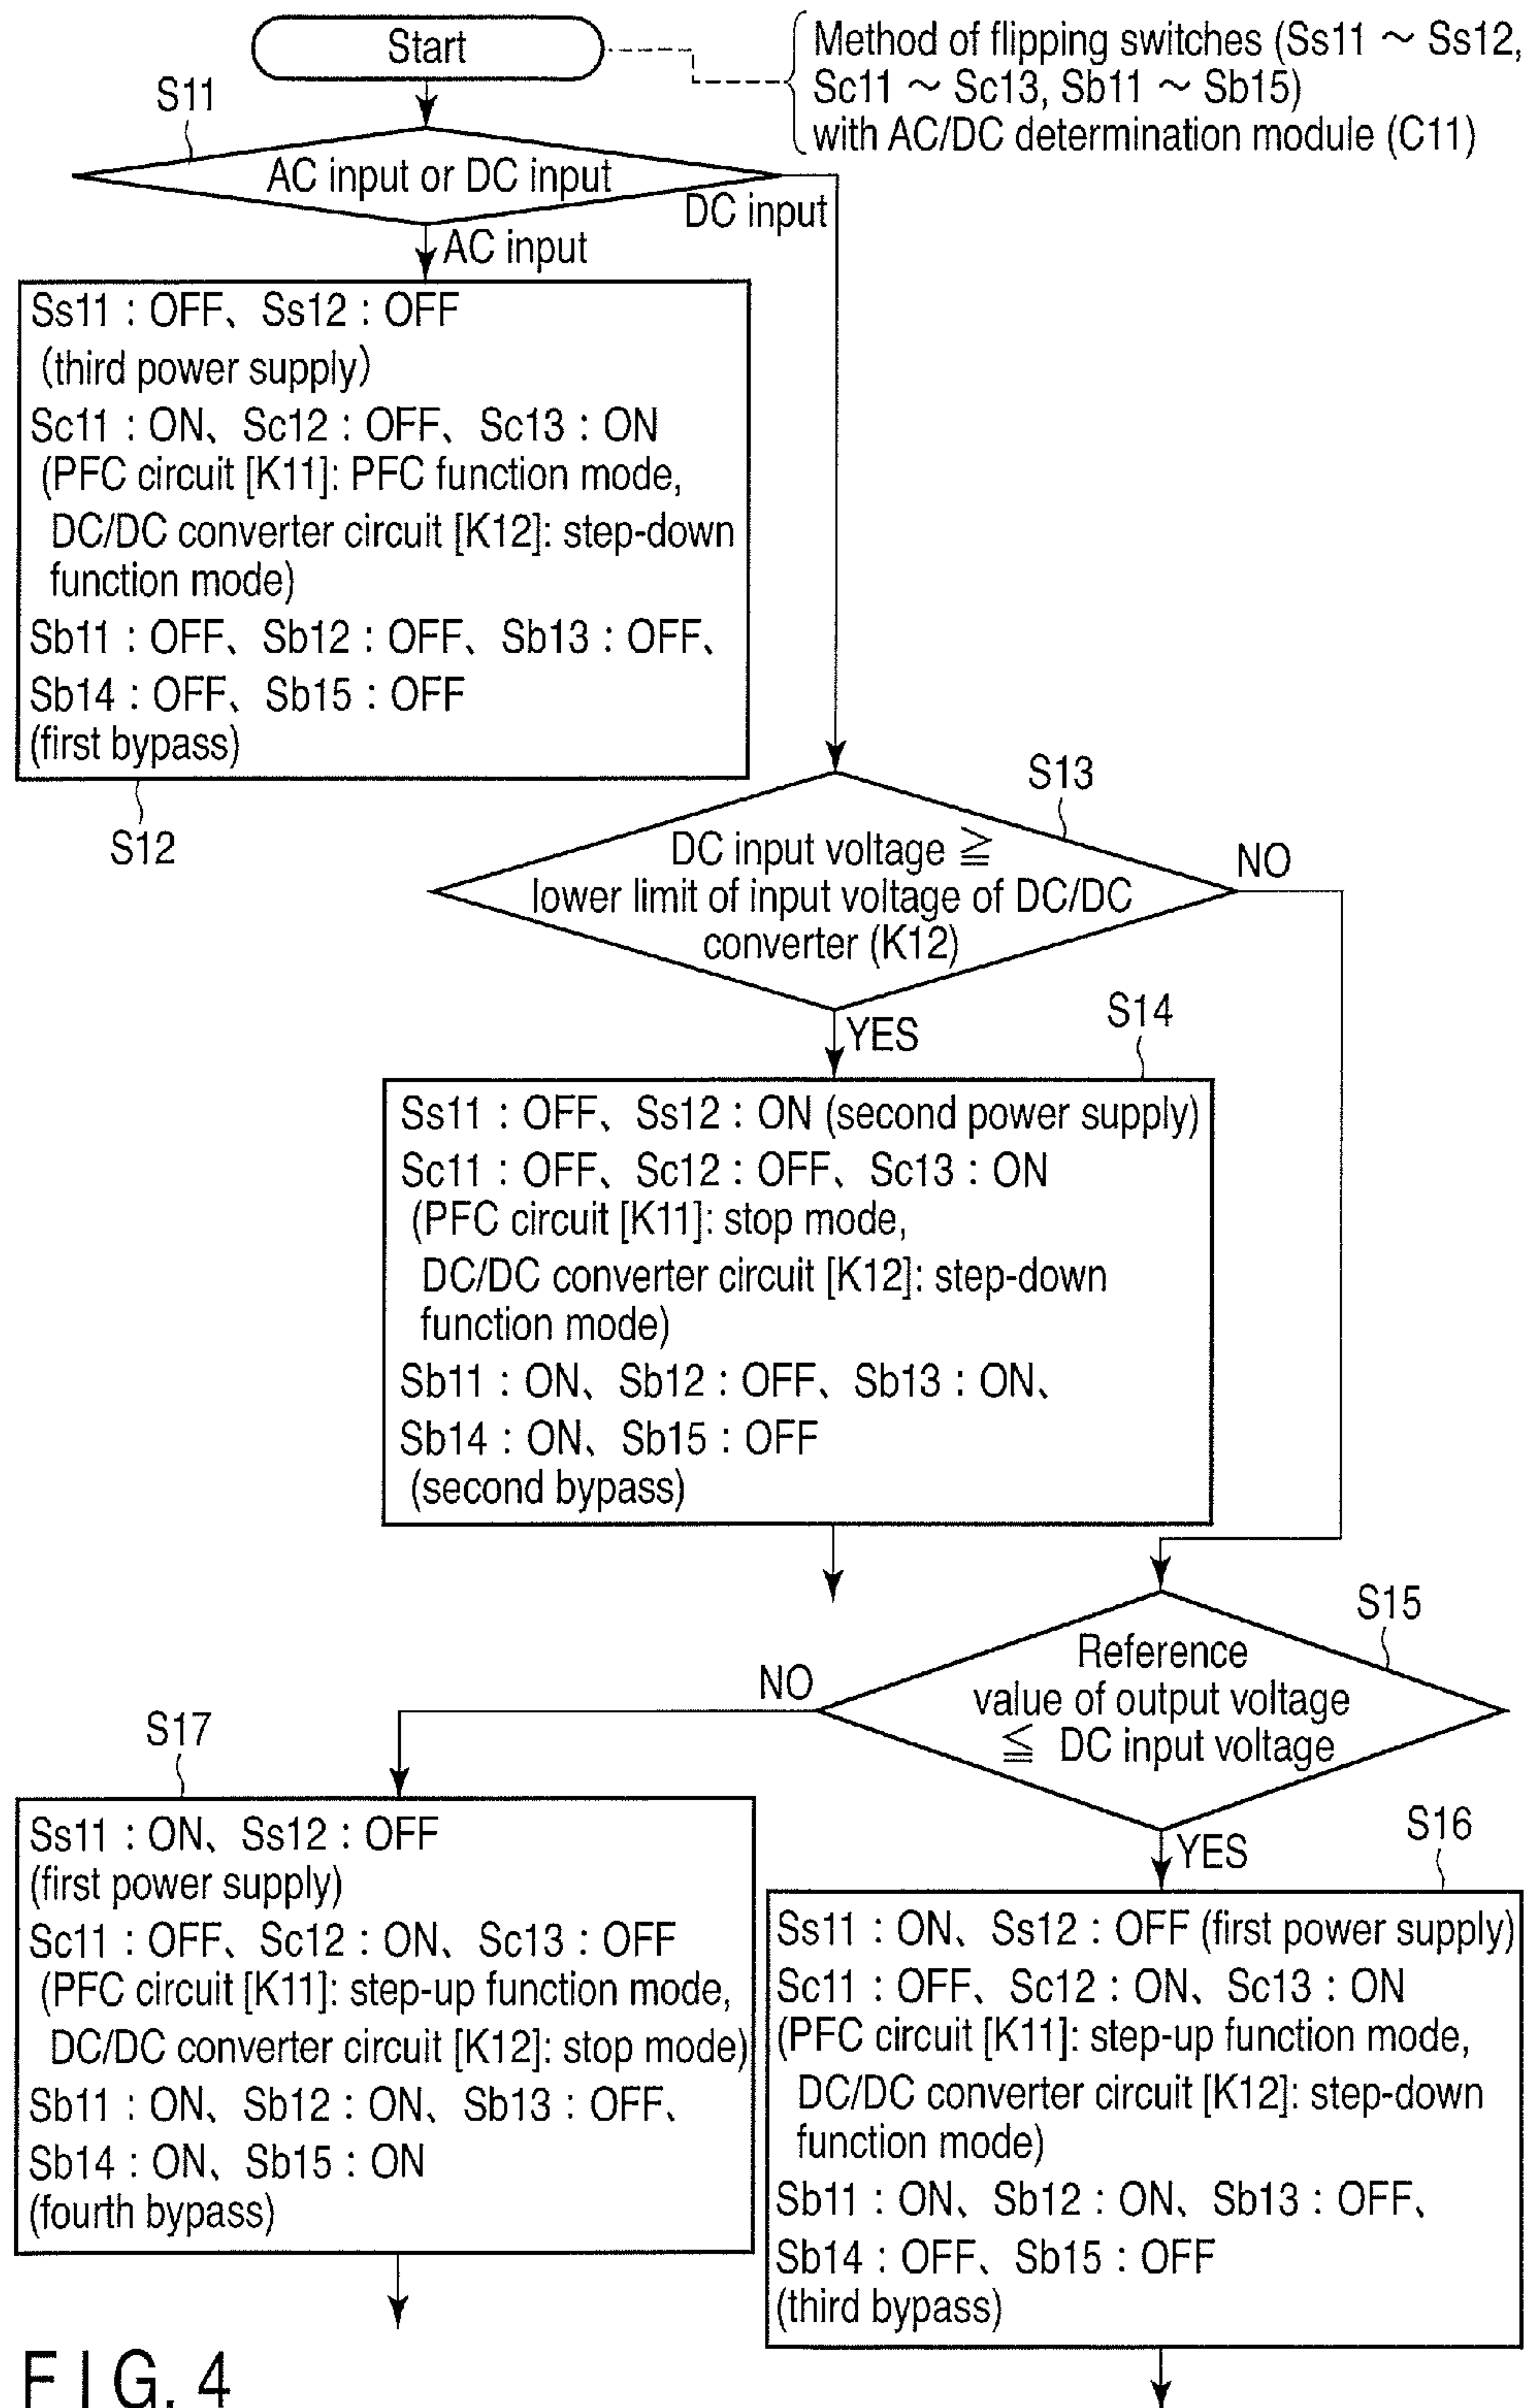 Start
Method of flipping switches (Ss11 ~ Ss12,
Sc11 ~ Sc13, Sb11 ~ Sb15)
with AC/DC determination module (C11)
S11
AC input or DC input
DC input
AC input
Ss11 : OFF、Ss12 : OFF
(third power supply)
Sc11 : ON、Sc12 : OFF、Sc13 : ON
(PFC circuit [K11]: PFC function mode,
DC/DC converter circuit [K12]: step-down
function mode)
Sb11 : OFF、Sb12 : OFF、Sb13 : OFF、
Sb14 : OFF、Sb15 : OFF
(first bypass)
S12
S13
DC input voltage ≧
lower limit of input voltage of DC/DC
converter (K12)
NO
YES
S14
Ss11 : OFF、Ss12 : ON (second power supply)
Sc11 : OFF、Sc12 : OFF、Sc13 : ON
(PFC circuit [K11]: stop mode,
DC/DC converter circuit [K12]: step-down
function mode)
Sb11 : ON、Sb12 : OFF、Sb13 : ON、
Sb14 : ON、Sb15 : OFF
(second bypass)
S15
Reference
value of output voltage
≦ DC input voltage
NO
YES
S17
Ss11 : ON、Ss12 : OFF
(first power supply)
Sc11 : OFF、Sc12 : ON、Sc13 : OFF
(PFC circuit [K11]: step-up function mode,
DC/DC converter circuit [K12]: stop mode)
Sb11 : ON、Sb12 : ON、Sb13 : OFF、
Sb14 : ON、Sb15 : ON
(fourth bypass)
S16
Ss11 : ON、Ss12 : OFF (first power supply)
Sc11 : OFF、Sc12 : ON、Sc13 : ON
(PFC circuit [K11]: step-up function mode,
DC/DC converter circuit [K12]: step-down
function mode)
Sb11 : ON、Sb12 : ON、Sb13 : OFF、
Sb14 : OFF、Sb15 : OFF
(third bypass)
FIG. 4